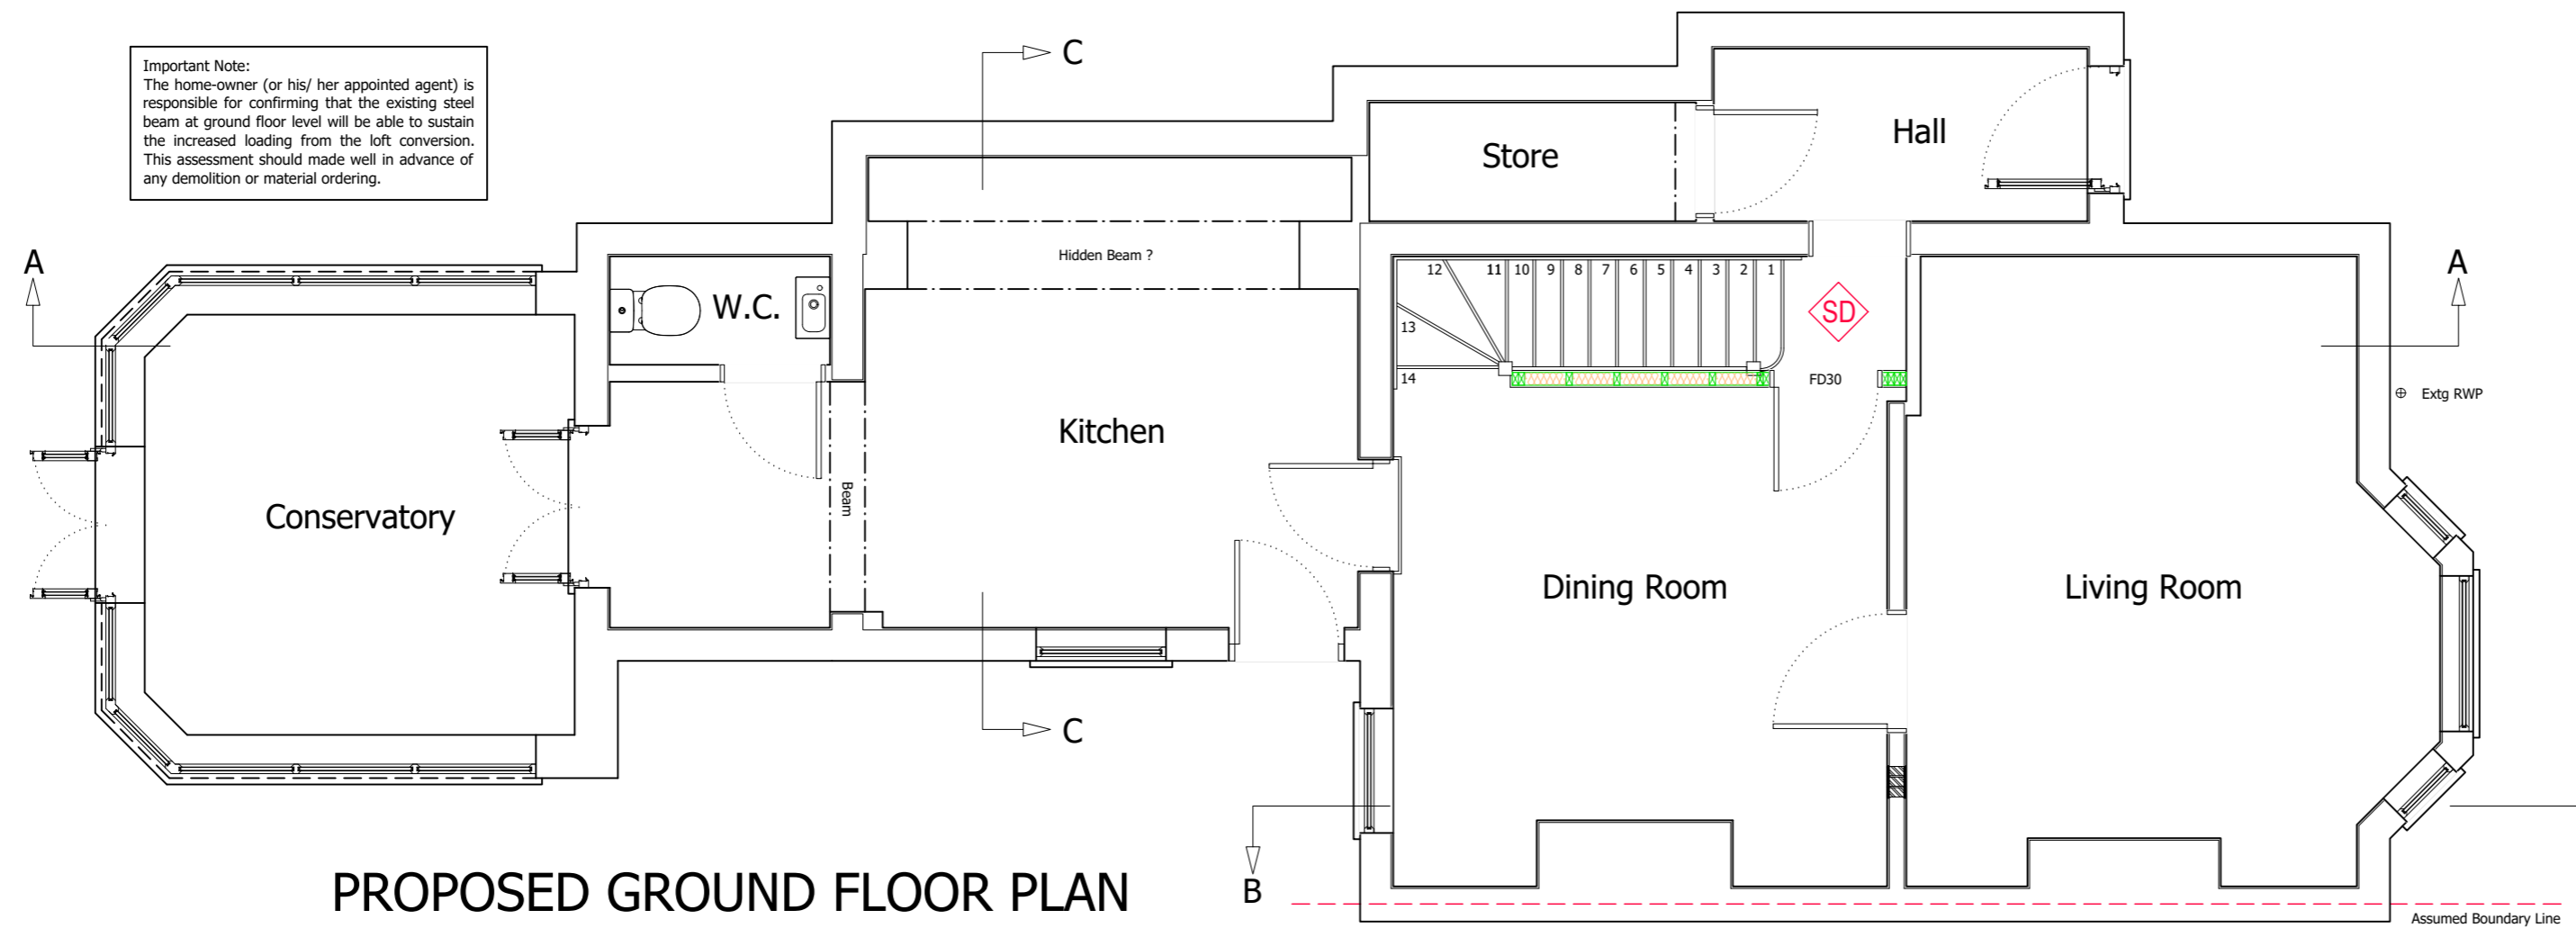 Important Note:
The home-owner (or his/ her appointed agent) is
responsible for confirming that the existing steel
beam at ground floor level will be able to sustain
the increased loading from the loft conversion.
This assessment should made well in advance of
any demolition or material ordering.
C
Hall
Store
A
Hidden Beam ?
A
12 11 10 9 8 7 6 5 4 3 2 1
W.C.
SD
13
14
FD30
Extg RWP
Kitchen
Beam
Conservatory
Dining Room
Living Room
C
B
PROPOSED GROUND FLOOR PLAN
Assumed Boundary Line